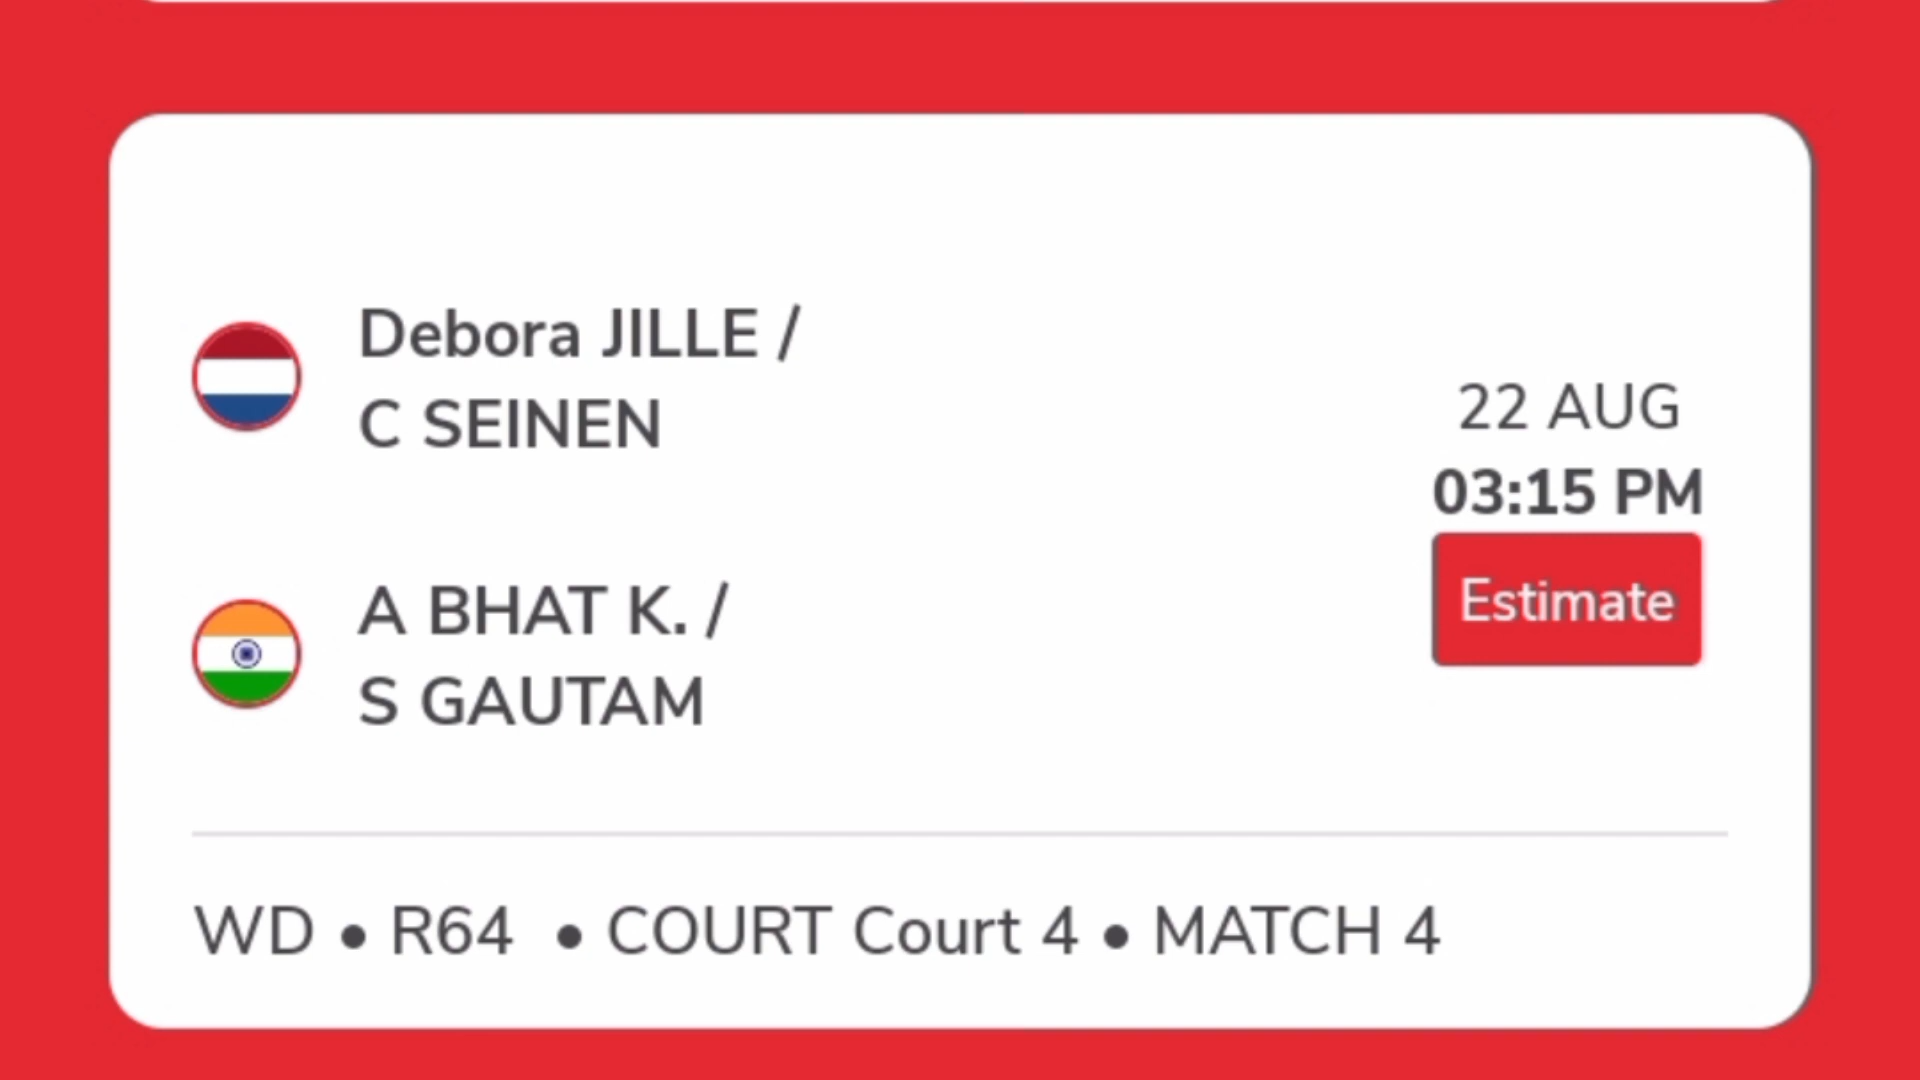 Debora JILLE /
C SEINEN
22 AUG
03:15 PM
Estimate
A BHAT K. /
S GAUTAM
WD • R64 • COURT Court 4 • MATCH 4